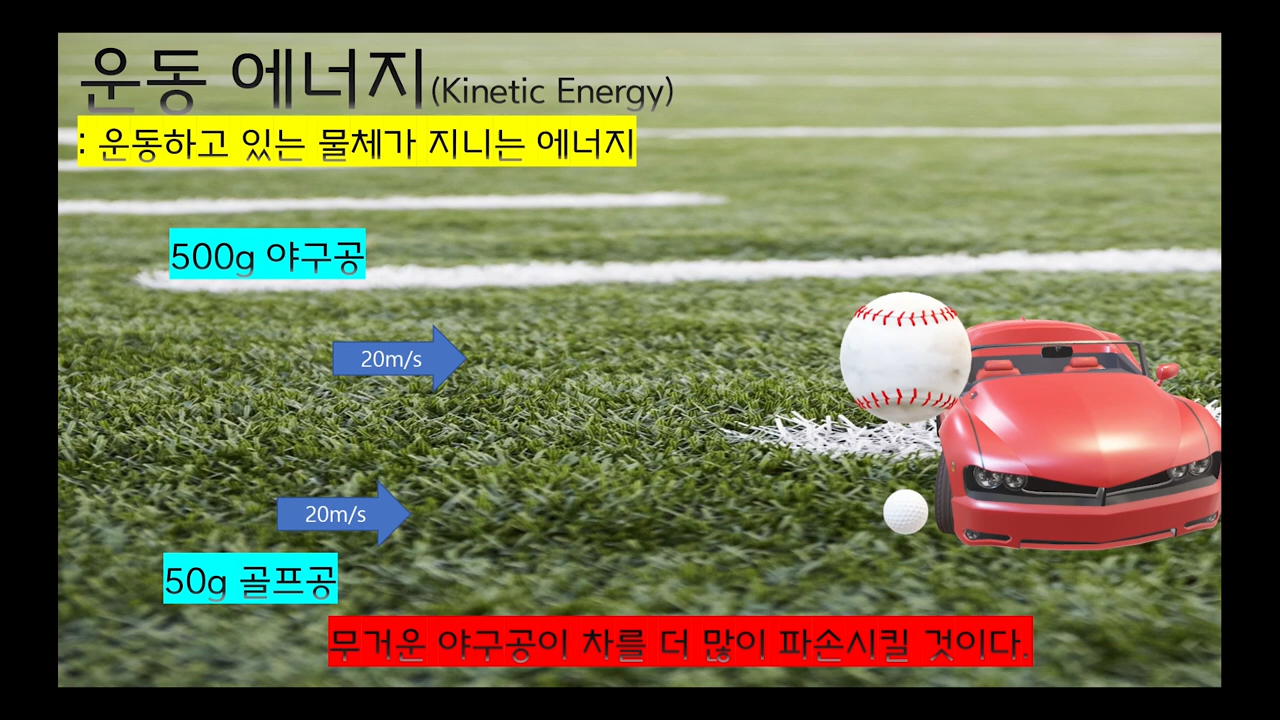 운동 에너지(Kinetic Energy)
: 운동하고 있는 물체가 지니는 에너지
500g 야구공
20m/s
20m/s
50g 골프공
무거운 야구공이 차를 더 많이 파손시킬 것이다.